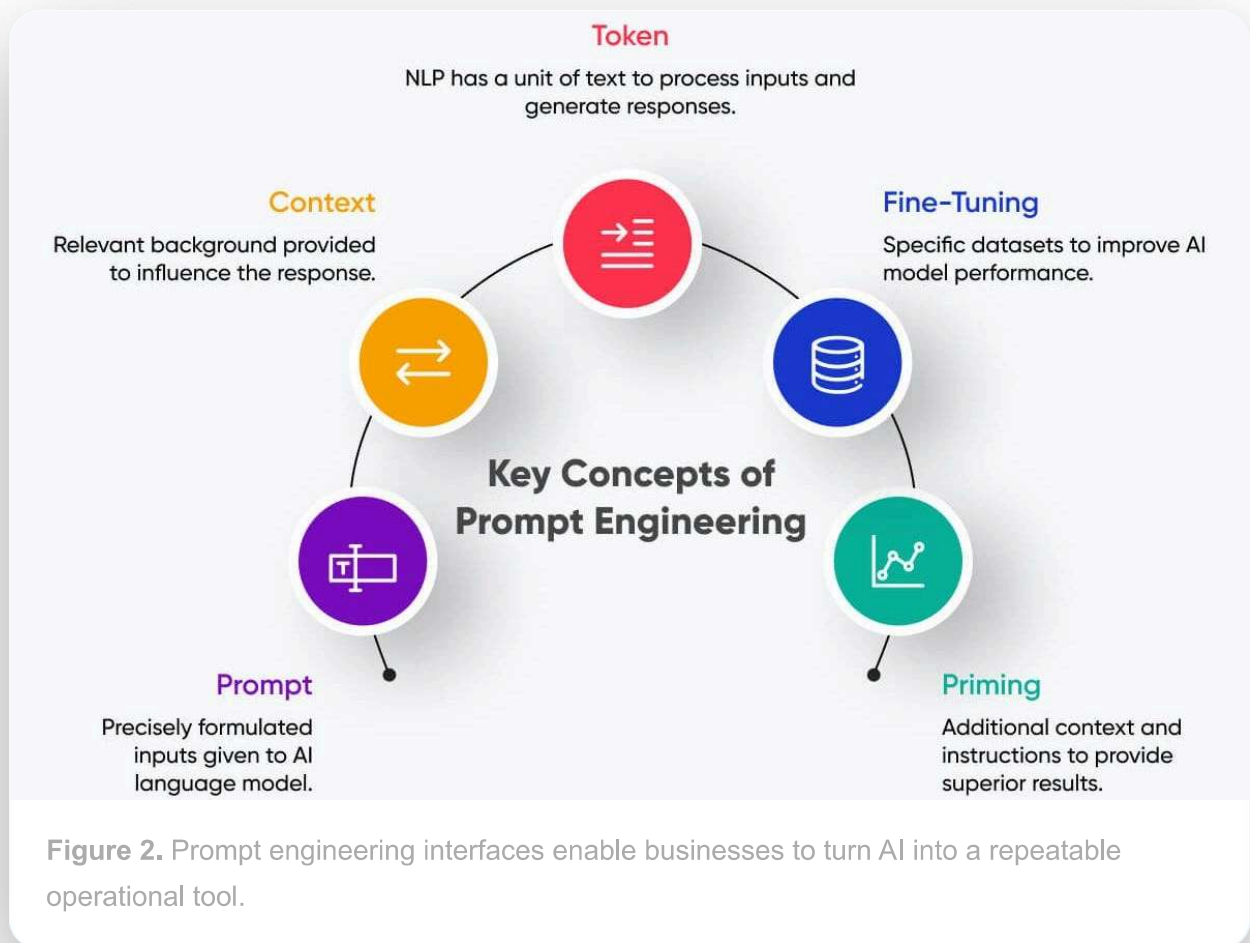 Token
NLP has a unit of text to process inputs and
generate responses.
Context
Relevant background provided
to influence the response.
Fine-Tuning
Specific datasets to improve AI
model performance.
Key Concepts of
Prompt Engineering
T
Prompt
Precisely formulated
inputs given to AI
language model.
Priming
Additional context and
instructions to provide
superior results.
Figure 2. Prompt engineering interfaces enable businesses to turn AI into a repeatable
operational tool.